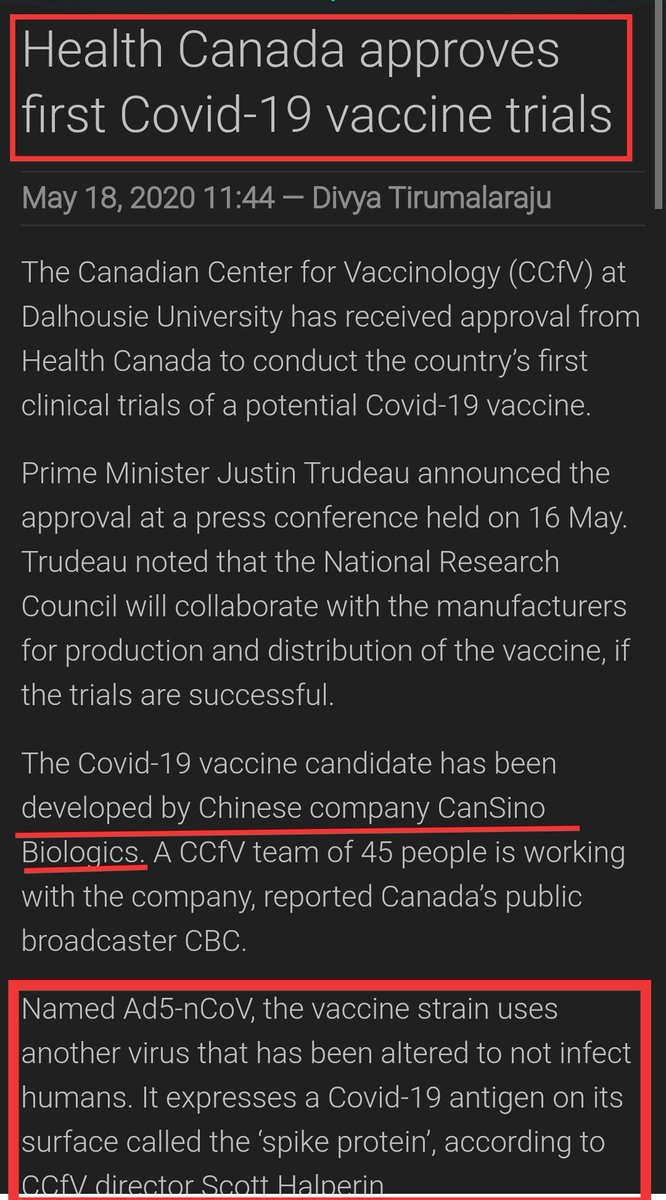 Health Canada approves
first Covid-19 vaccine trials
May 18, 2020 11:44 — Divya Tirumalaraju
The Canadian Center for Vaccinology (CCfV) at
Dalhousie University has received approval from
Health Canada to conduct the country's first
clinical trials of a potential Covid-19 vaccine.
Prime Minister Justin Trudeau announced the
approval at a press conference held on 16 May.
Trudeau noted that the National Research
Council will collaborate with the manufacturers
for production and distribution of the vaccine, if
the trials are successful.
The Covid-19 vaccine candidate has been
developed by Chinese company CanSino
Biologics. A CCfV team of 45 people is working
with the company, reported Canada's public
broadcaster CBC.
Named Ad5-nCoV, the vaccine strain uses
another virus that has been altered to not infect
humans. It expresses a Covid-19 antigen on its
surface called the ‘spike protein’, according to
CCfV director Scott Halperin